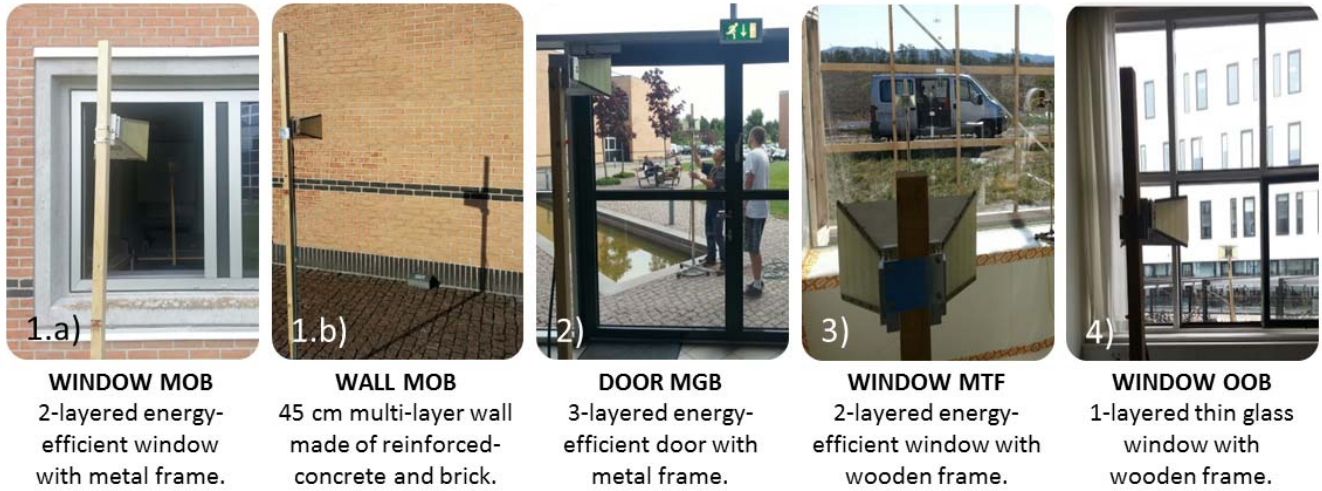 1.a)
1.b)
2)
3)
4)
WINDOW MOB
2-layered energy-
efficient window
with metal frame.
WALL MOB
45 cm multi-layer wall
made of reinforced-
concrete and brick.
DOOR MGB
3-layered energy-
efficient door with
metal frame.
WINDOW MTF
2-layered energy-
efficient window with
wooden frame.
WINDOW OOB
1-layered thin glass
window with
wooden frame.